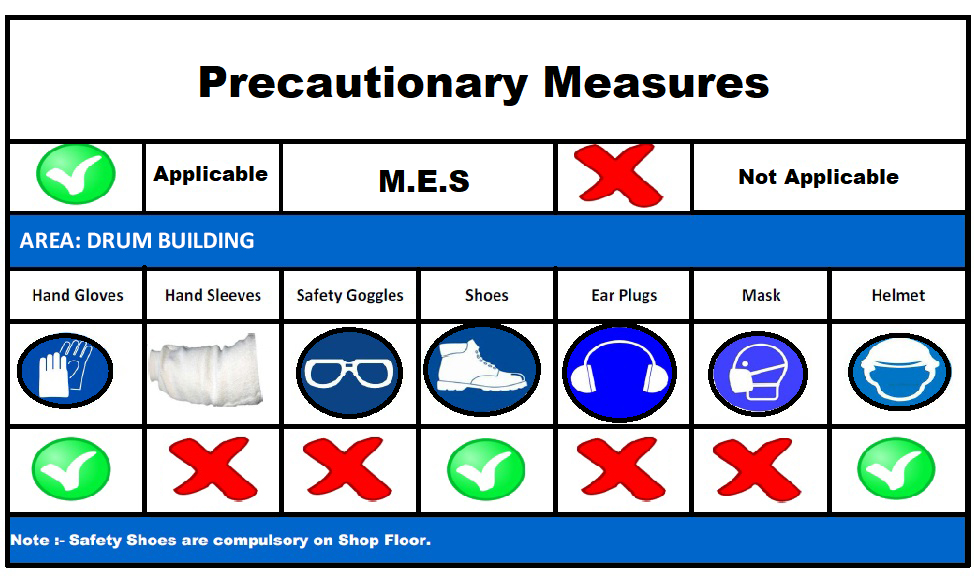 Precautionary Measures
Applicable
M.E.S
Not Applicable
AREA: DRUM BUILDING
Hand Gloves
Hand Sleeves
Safety Goggles
Shoes
Ear Plugs
Mask
Helmet
Note :- Safety Shoes are compulsory on Shop Floor.